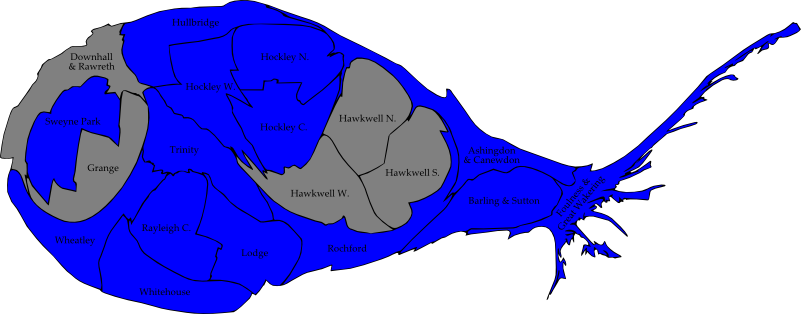 Hullbridge
Downhall
& Rawreth
Hockley N.
Hockley W.
Sweyne Park
Hockley C.
Hawkwell N.
Trinity
Ashingdon
& Canewdon
Grange
Hawkwell S.
Hawkwell W.
Barling & Sutton
Foulness &
Great Wakering
Rayleigh C.
Wheatley
Lodge
Rochford
Whitehouse